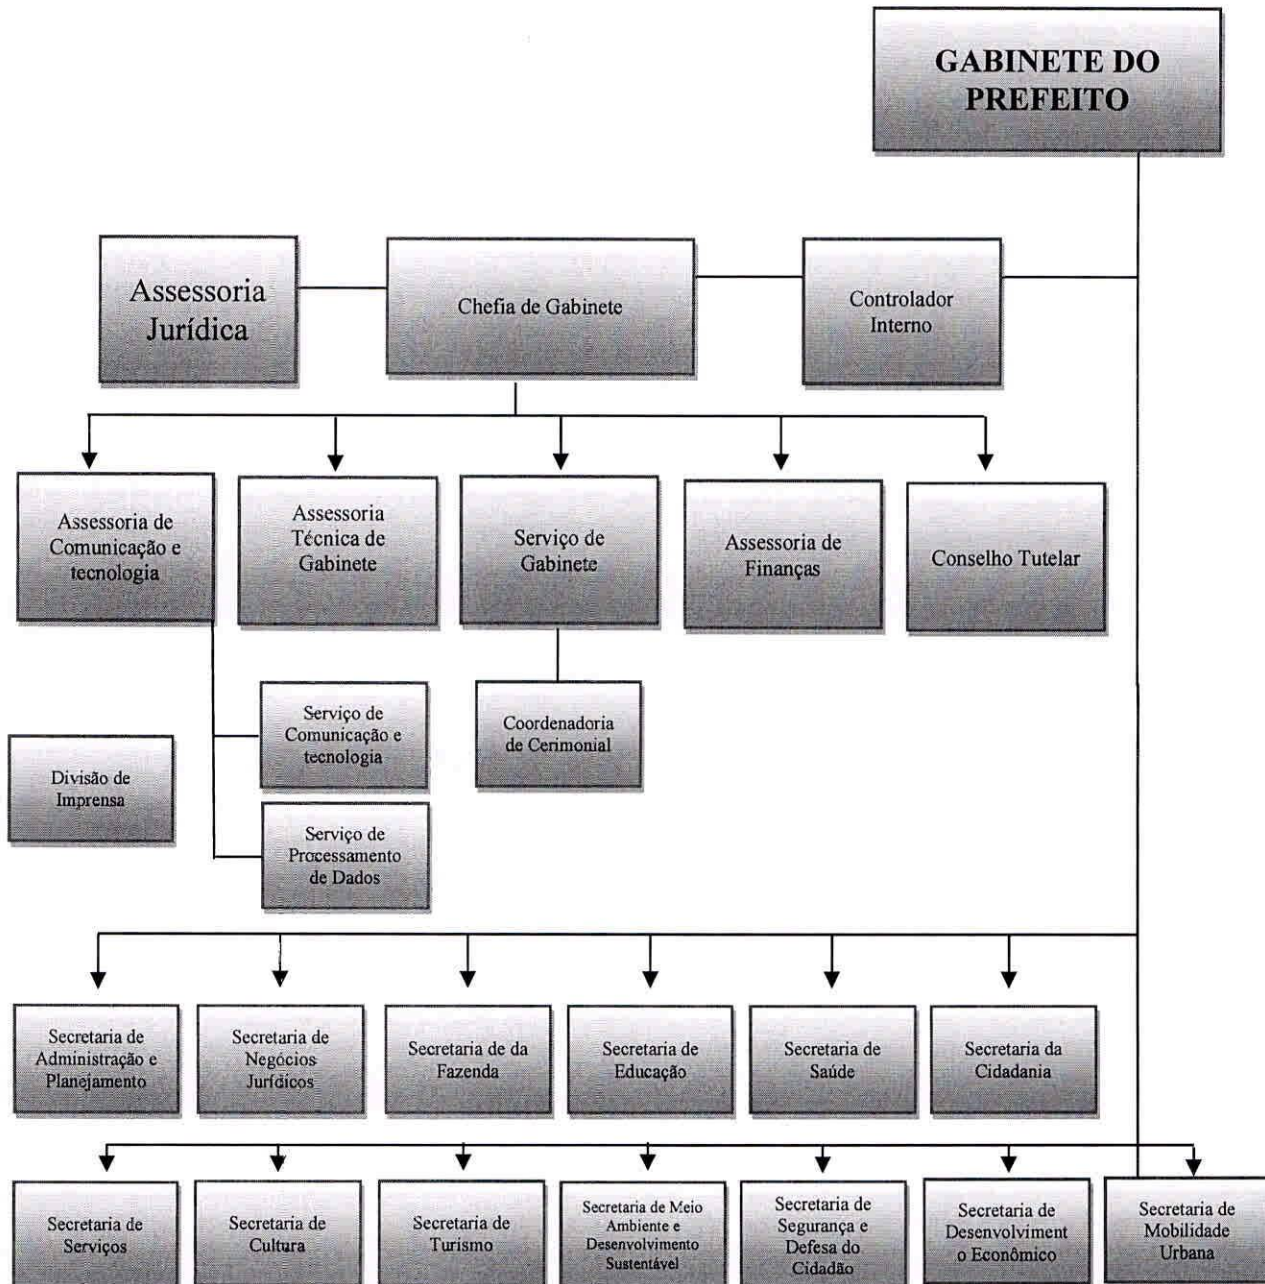 GABINETE DO
PREFEITO
Assessoria
Jurídica
Chefia de Gabinete
Controlador
Interno
Assessoria de
Comunicação e
tecnologia
Assessoria
Técnica de
Gabinete
Serviço de
Gabinete
Assessoria de
Finanças
Conselho Tutelar
Serviço de
Comunicação e
tecnologia
Coordenadoria
de Cerimonial
Divisão de
Imprensa
Serviço de
Processamento
de Dados
Secretaria de
Administração e
Planejamento
Secretaria de
Negócios
Jurídicos
Secretaria de da
Fazenda
Secretaria de
Educação
Secretaria de
Saúde
Secretaria da
Cidadania
Secretaria de
Serviços
Secretaria de
Cultura
Secretaria de
Turismo
Secretaria de Meio
Ambiente e
Desenvolvimento
Sustentável
Secretaria de
Segurança e
Defesa do
Cidadão
Secretaria de
Desenvolviment
o Econômico
Secretaria de
Mobilidade
Urbana